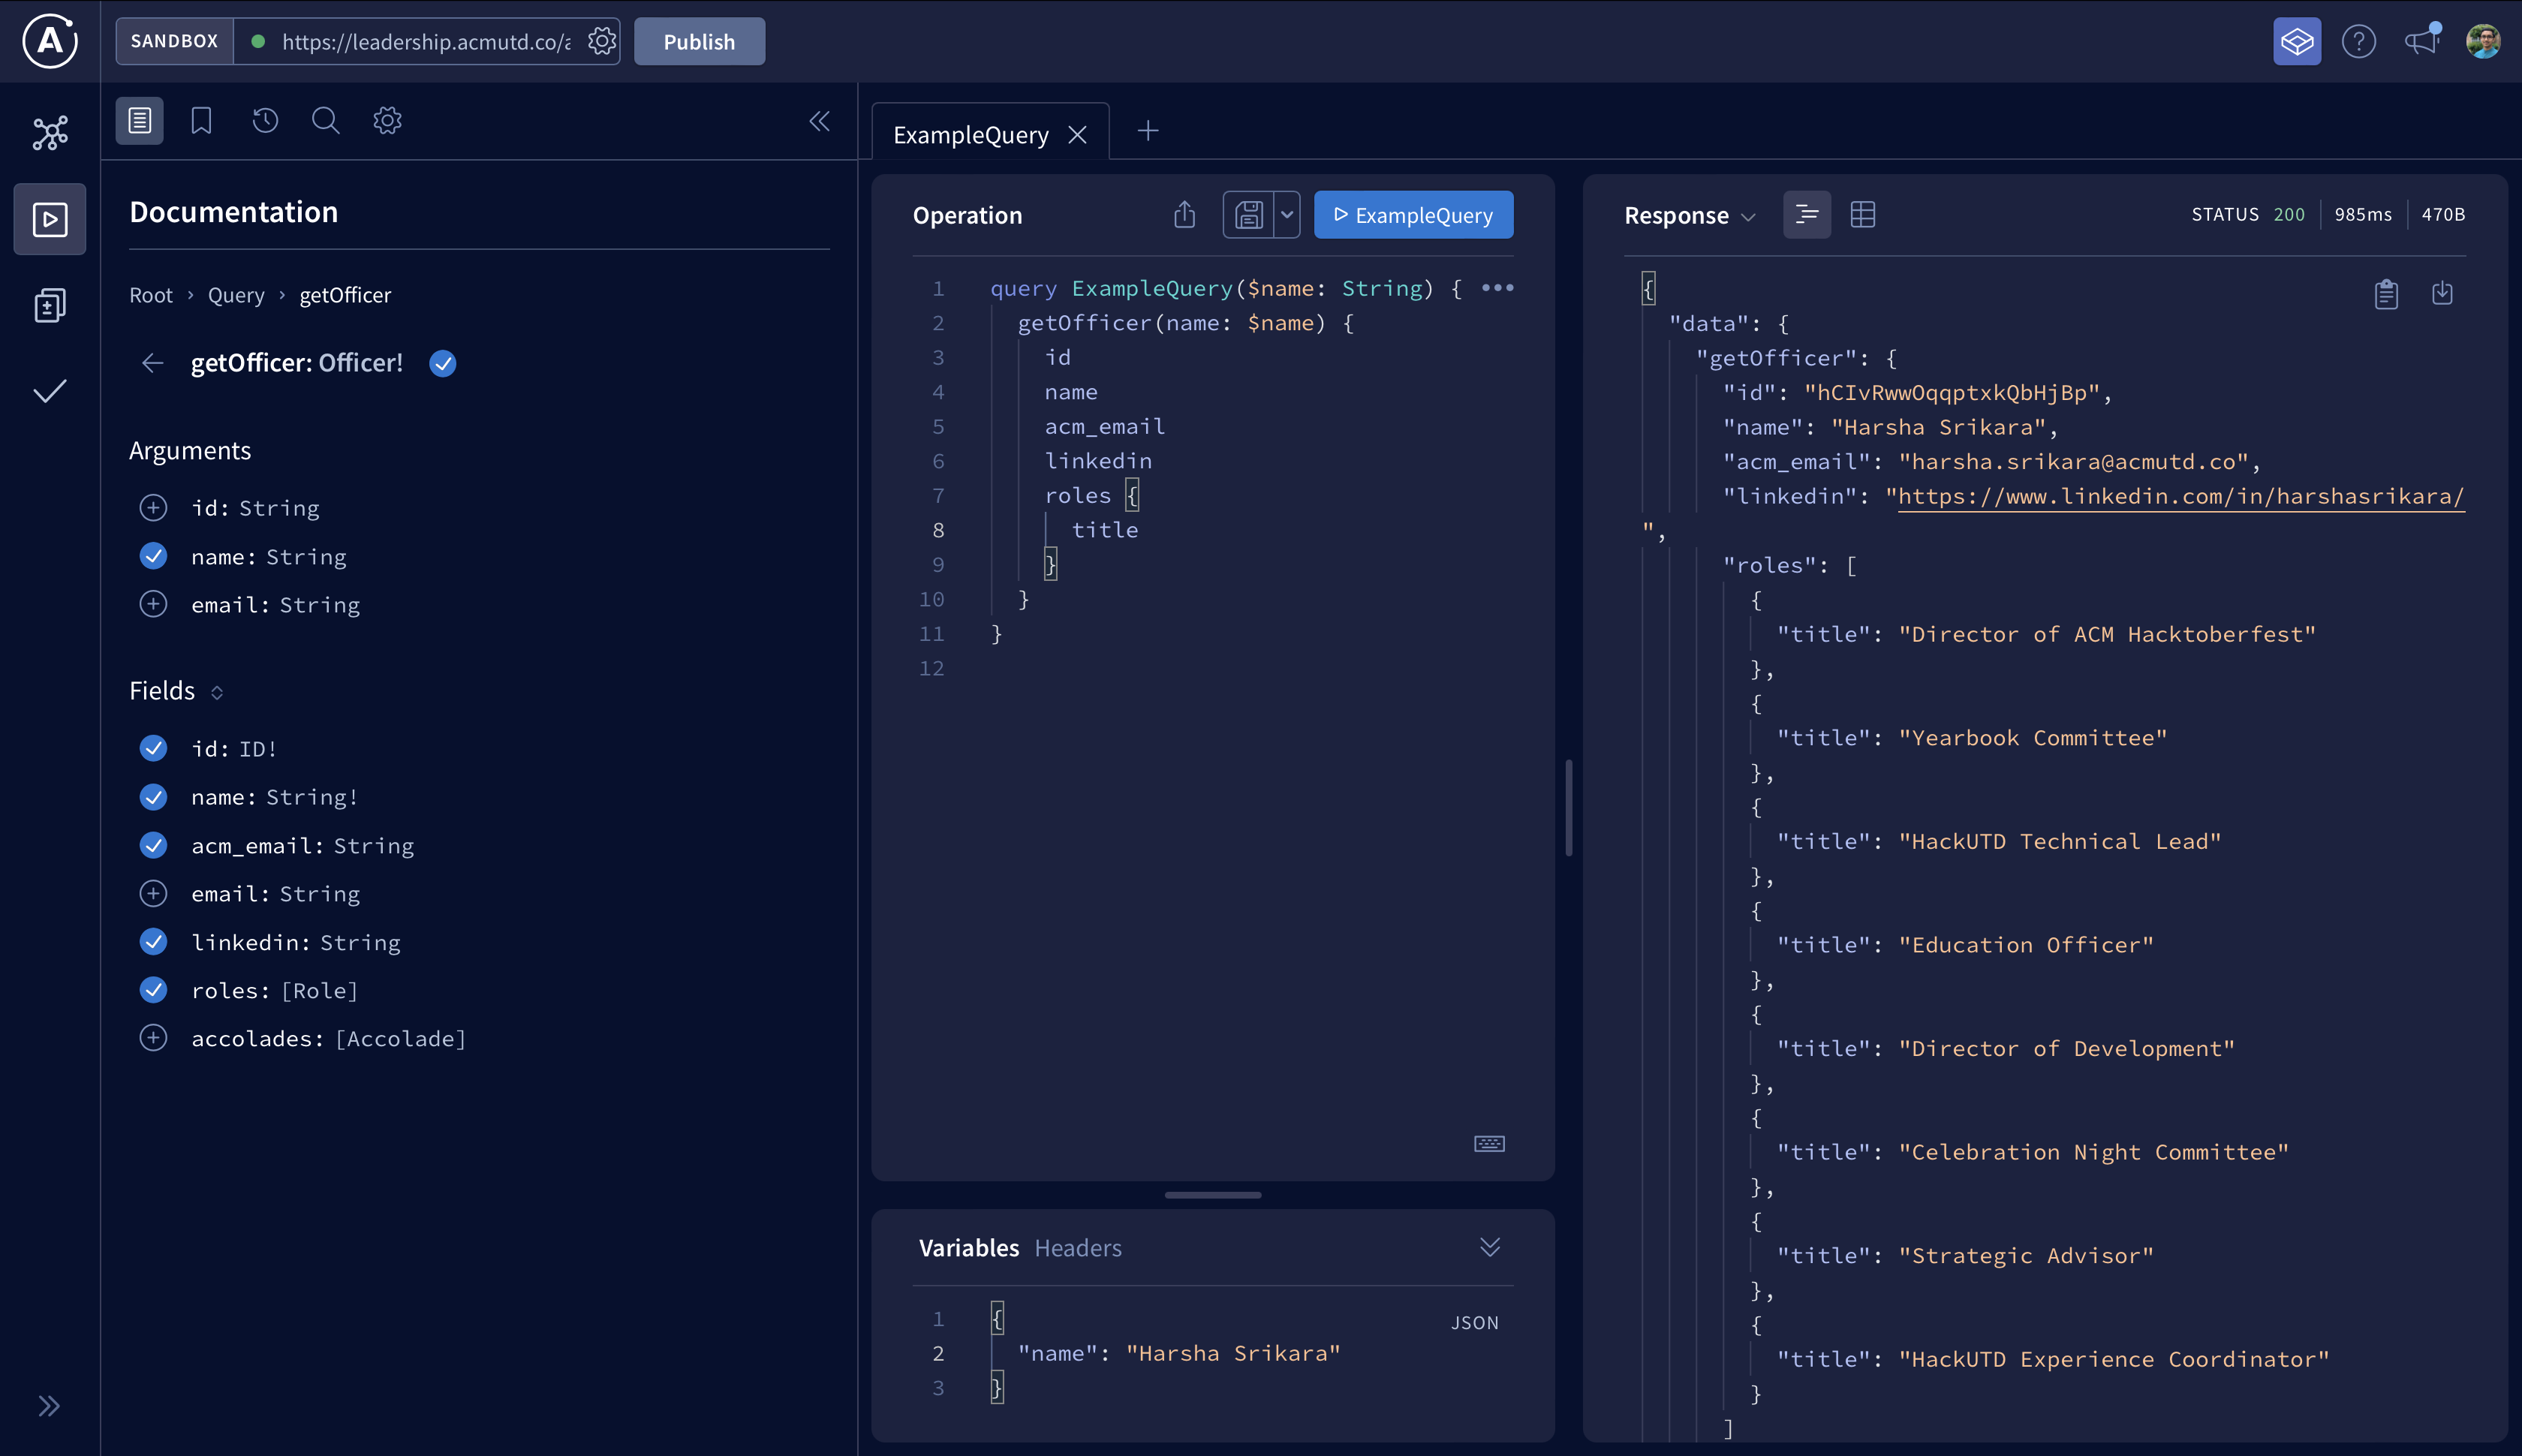 SANDBOX
https://leadership.acmutd.co/a
Publish
Documentation
Root › Query › getOfficer
getOfficer: Officer!
Arguments
id: String
name: String
email: String
Fields
id: ID!
name: String!
acm_email: String
email: String
linkedin: String
roles: [Role]
accolades: [Accolade]
ExampleQuery
Operation
ExampleQuery
1 query ExampleQuery($name: String) {
2 getOfficer(name: $name) {
3 id
4 name
5 acm_email
6 linkedin
7 roles {
8 title
9 }
10 }
11 }
12
Variables Headers
JSON
1 {
2 "name": "Harsha Srikara"
3 }
Response
STATUS 200 985ms 470B
{
"data": {
"getOfficer": {
"id": "hCIvRwwOqqptxkQbHjBp",
"name": "Harsha Srikara",
"acm_email": "harsha.srikara@acmutd.co",
"linkedin": "https://www.linkedin.com/in/harshasrikara/
",
"roles": [
{
"title": "Director of ACM Hacktoberfest"
},
{
"title": "Yearbook Committee"
},
{
"title": "HackUTD Technical Lead"
},
{
"title": "Education Officer"
},
{
"title": "Director of Development"
},
{
"title": "Celebration Night Committee"
},
{
"title": "Strategic Advisor"
},
{
"title": "HackUTD Experience Coordinator"
}
]